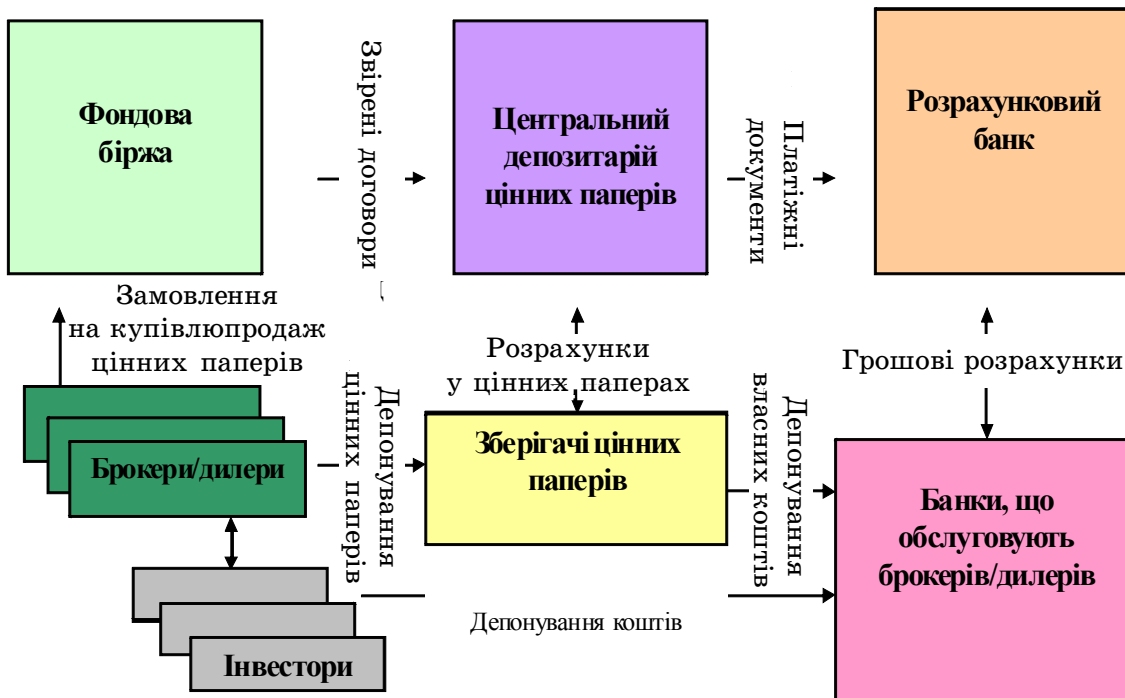 Фондова
біржа
Звірені договори
Центральний
депозитарій
цінних паперів
Платіжні
документи
Розрахунковий
банк
Замовлення
на купівлюпродаж
цінних паперів
Розрахунки
у цінних паперах
Грошові розрахунки
Брокери/дилери
Депонування
цінних паперів
Зберігачі цінних
паперів
Депонування
власних коштів
Банки, що
обслуговують
брокерів/дилерів
Депонування коштів
Інвестори